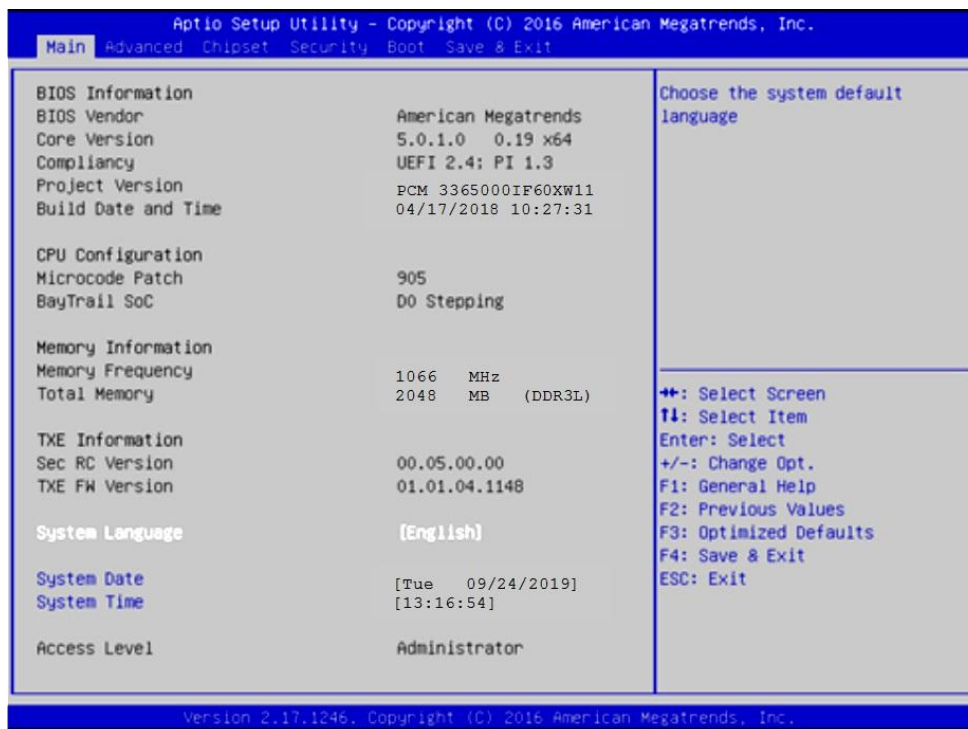 Aptio Setup Utility - Copyright (C) 2016 American Megatrends, Inc.
Main Advanced Chipset Security Boot Save & Exit
BIOS Information
BIOS Vendor American Megatrends
Core Version 5.0.1.0 0.19 x64
Compliancy UEFI 2.4; PI 1.3
Project Version PCM 3365000IF60XW11
Build Date and Time 04/17/2018 10:27:31
CPU Configuration
Microcode Patch 905
BayTrail SoC D0 Stepping
Memory Information
Memory Frequency 1066 MHz
Total Memory 2048 MB (DDR3L)
TXE Information
Sec RC Version 00.05.00.00
TXE FW Version 01.01.04.1148
System Language [English]
System Date [Tue 09/24/2019]
System Time [13:16:54]
Access Level Administrator
Choose the system default
language
→←: Select Screen
↑↓: Select Item
Enter: Select
+/-: Change Opt.
F1: General Help
F2: Previous Values
F3: Optimized Defaults
F4: Save & Exit
ESC: Exit
Version 2.17.1246. Copyright (C) 2016 American Megatrends, Inc.